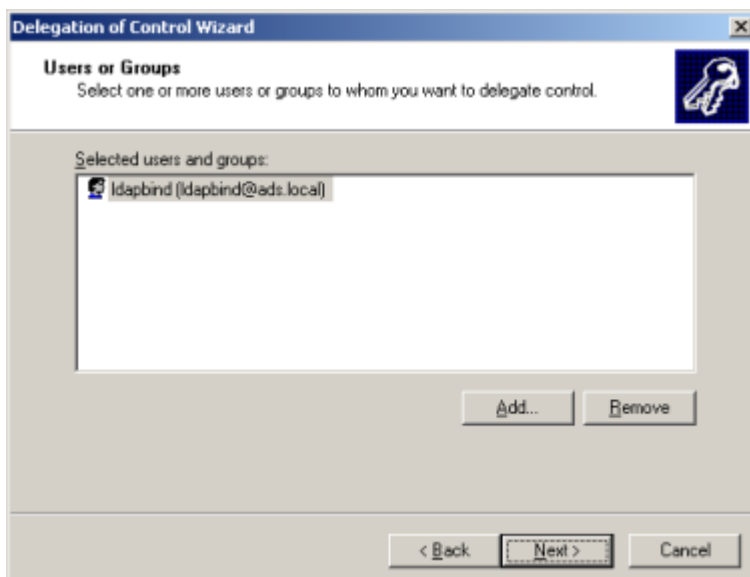 Delegation of Control Wizard
Users or Groups
Select one or more users or groups to whom you want to delegate control.
Selected users and groups:
ldapbind (ldapbind@ads.local)
Add...
Remove
< Back
Next >
Cancel